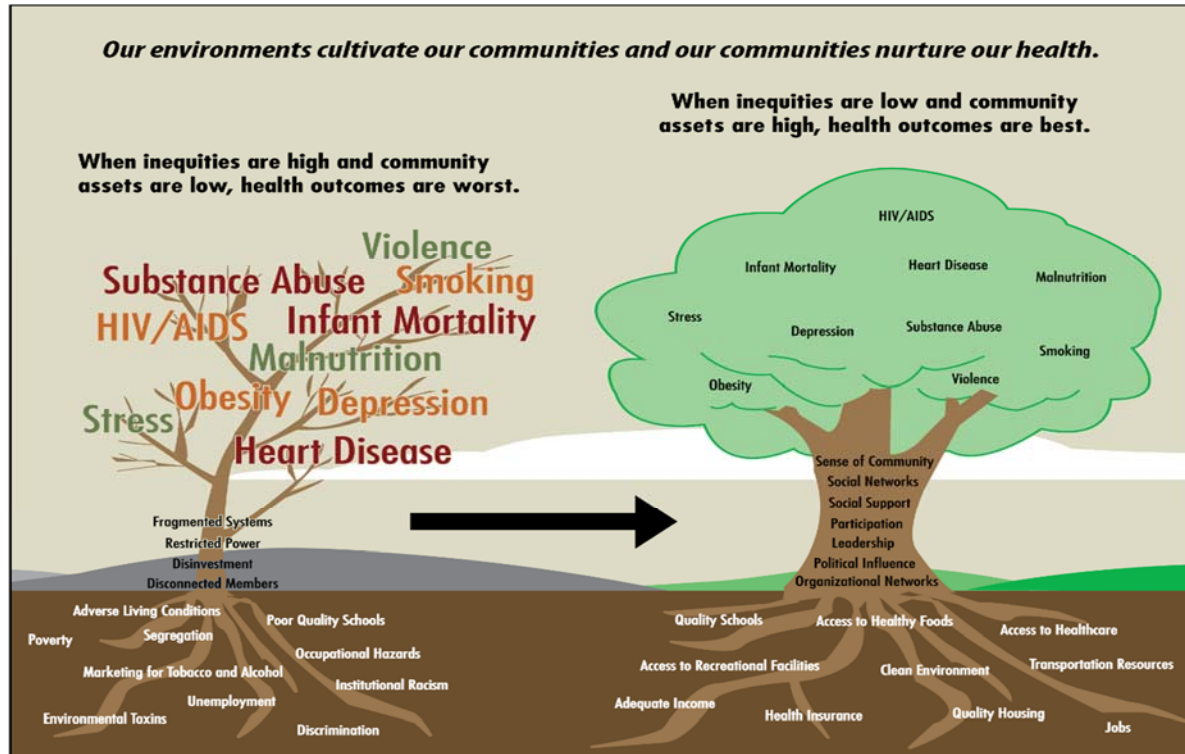 Our environments cultivate our communities and our communities nurture our health.
When inequities are high and community
assets are low, health outcomes are worst.
Violence
Substance Abuse
Smoking
HIV/AIDS
Infant Mortality
Malnutrition
Obesity
Depression
Stress
Heart Disease
Fragmented Systems
Restricted Power
Disinvestment
Disconnected Members
Adverse Living Conditions
Poor Quality Schools
Poverty
Segregation
Occupational Hazards
Marketing for Tobacco and Alcohol
Institutional Racism
Unemployment
Environmental Toxins
Discrimination
When inequities are low and community
assets are high, health outcomes are best.
HIV/AIDS
Infant Mortality
Heart Disease
Malnutrition
Stress
Depression
Substance Abuse
Smoking
Obesity
Violence
Sense of Community
Social Networks
Social Support
Participation
Leadership
Political Influence
Organizational Networks
Quality Schools
Access to Healthy Foods
Access to Healthcare
Access to Recreational Facilities
Clean Environment
Transportation Resources
Adequate Income
Health Insurance
Quality Housing
Jobs